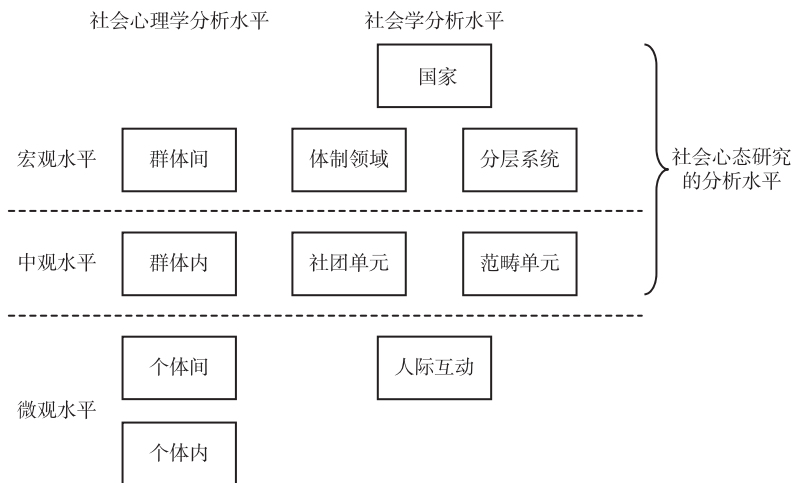 社会心理学分析水平 社会学分析水平
国家
宏观水平 群体间 体制领域 分层系统
社会心态研究
的分析水平
中观水平 群体内 社团单元 范畴单元
个体间 人际互动
微观水平
个体内